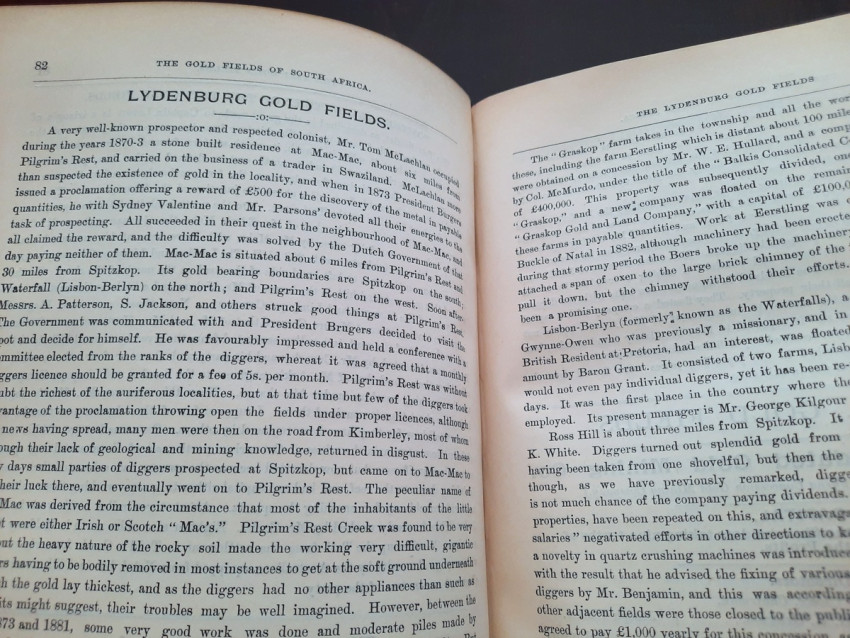 82
THE GOLD FIELDS OF SOUTH AFRICA.
LYDENBURG GOLD FIELDS.
:o:
A very well-known prospector and respected colonist, Mr. Tom McLachlan occupied
during the years 1870-3 a stone built residence at Mac-Mac, about six miles from
Pilgrim's Rest, and carried on the business of a trader in Swaziland. McLachlan more
than suspected the existence of gold in the locality, and when in 1873 President Burgers
issued a proclamation offering a reward of £500 for the discovery of the metal in payable
quantities, he with Sydney Valentine and Mr. Parsons' devoted all their energies to the
task of prospecting. All succeeded in their quest in the neighbourhood of Mac-Mac, and
all claimed the reward, and the difficulty was solved by the Dutch Government of that
day paying neither of them. Mac-Mac is situated about 6 miles from Pilgrim's Rest and
30 miles from Spitzkop. Its gold bearing boundaries are Spitzkop on the south;
Waterfall (Lisbon-Berlyn) on the north; and Pilgrim's Rest on the west. Soon after,
Messrs. A. Patterson, S. Jackson, and others struck good things at Pilgrim's Rest.
The Government was communicated with and President Brugers decided to visit the
pot and decide for himself. He was favourably impressed and held a conference with a
ommittee elected from the ranks of the diggers, whereat it was agreed that a monthly
ggers licence should be granted for a fee of 5s. per month. Pilgrim's Rest was without
ubt the richest of the auriferous localities, but at that time but few of the diggers took
vantage of the proclamation throwing open the fields under proper licences, although
news having spread, many men were then on the road from Kimberley, most of whom
ough their lack of geological and mining knowledge, returned in disgust. In these
y days small parties of diggers prospected at Spitzkop, but came on to Mac-Mac to
heir luck there, and eventually went on to Pilgrim's Rest. The peculiar name of
Mac was derived from the circumstance that most of the inhabitants of the little
t were either Irish or Scotch "Mac's." Pilgrim's Rest Creek was found to be very
ut the heavy nature of the rocky soil made the working very difficult, gigantic
rs having to be bodily removed in most instances to get at the soft ground underneath
h the gold lay thickest, and as the diggers had no other appliances than such as
its might suggest, their troubles may be well imagined. However, between the
873 and 1881, some very good work was done and moderate piles made by
THE LYDENBURG GOLD FIELDS
The "Graskop" farm takes in the township and all the wor
these, including the farm Eerstling which is distant about 100 mile
were obtained on a concession by Mr. W. E. Hullard, and a comp
by Col. McMurdo, under the title of the "Balkis Consolidated C
of £400,000. This property was subsequently divided, one
"Graskop," and a new company was floated on the remain
"Graskop Gold and Land Company," with a capital of £100,0
these farms in payable quantities. Work at Eerstling was
Buckle of Natal in 1882, although machinery had been erecte
during that stormy period the Boers broke up the machinery
attached a span of oxen to the large brick chimney of the
pull it down, but the chimney withstood their efforts.
been a promising one.
Lisbon-Berlyn (formerly known as the Waterfalls), a
Gwynne-Owen who was previously a missionary, and in
British Resident at Pretoria, had an interest, was floated
amount by Baron Grant. It consisted of two farms, Lisb
would not even pay individual diggers, yet it has been re-
days. It was the first place in the country where the
employed. Its present manager is Mr. George Kilgour
Ross Hill is about three miles from Spitzkop. It
K. White. Diggers turned out splendid gold from
having been taken from one shovelful, but then the
though, as we have previously remarked, digge
is not much chance of the company paying dividends.
properties, have been repeated on this, and extravag
salaries" negativated efforts in other directions to k
a novelty in quartz crushing machines was introduce
with the result that he advised the fixing of various
diggers by Mr. Benjamin, and this was accordin
other adjacent fields were those closed to the publi
agreed to pay £1,000 yearly for this concession